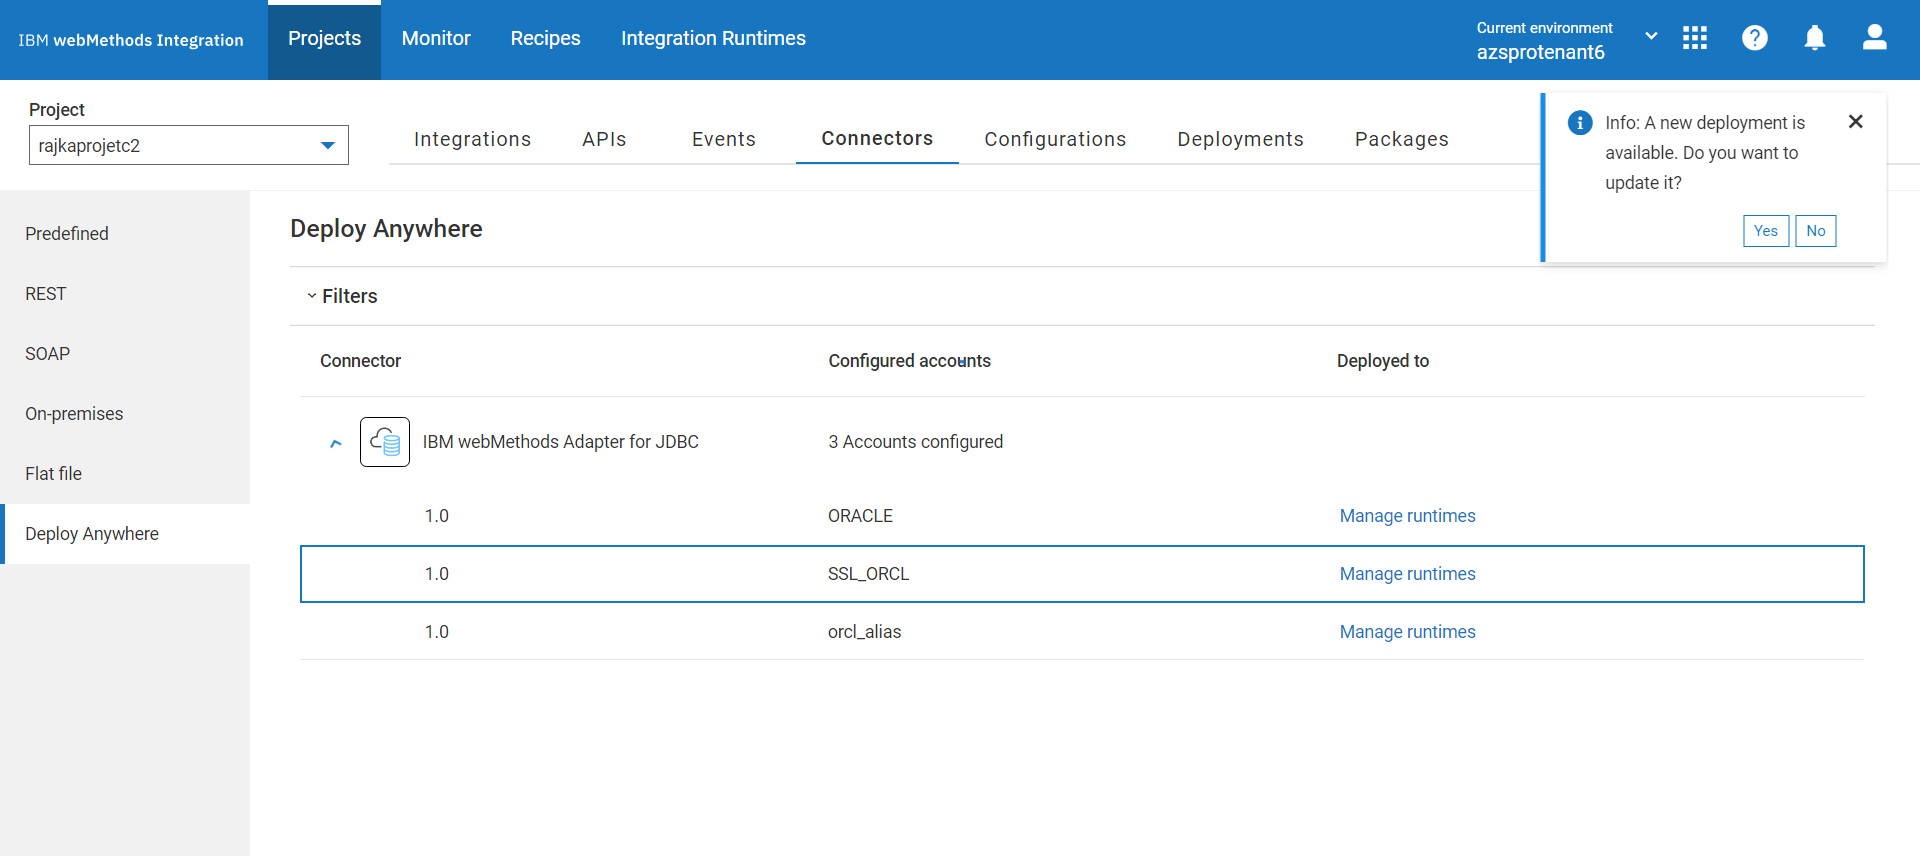 IBM webMethods Integration
Projects
Monitor
Recipes
Integration Runtimes
Current environment
azsprotenant6
Project
rajkaprojetc2
Integrations
APIs
Events
Connectors
Configurations
Deployments
Packages
Info: A new deployment is
available. Do you want to
update it?
Yes
No
Predefined
REST
SOAP
On-premises
Flat file
Deploy Anywhere
Deploy Anywhere
Filters
Connector
Configured accounts
Deployed to
IBM webMethods Adapter for JDBC
3 Accounts configured
1.0
ORACLE
Manage runtimes
1.0
SSL_ORCL
Manage runtimes
1.0
orcl_alias
Manage runtimes